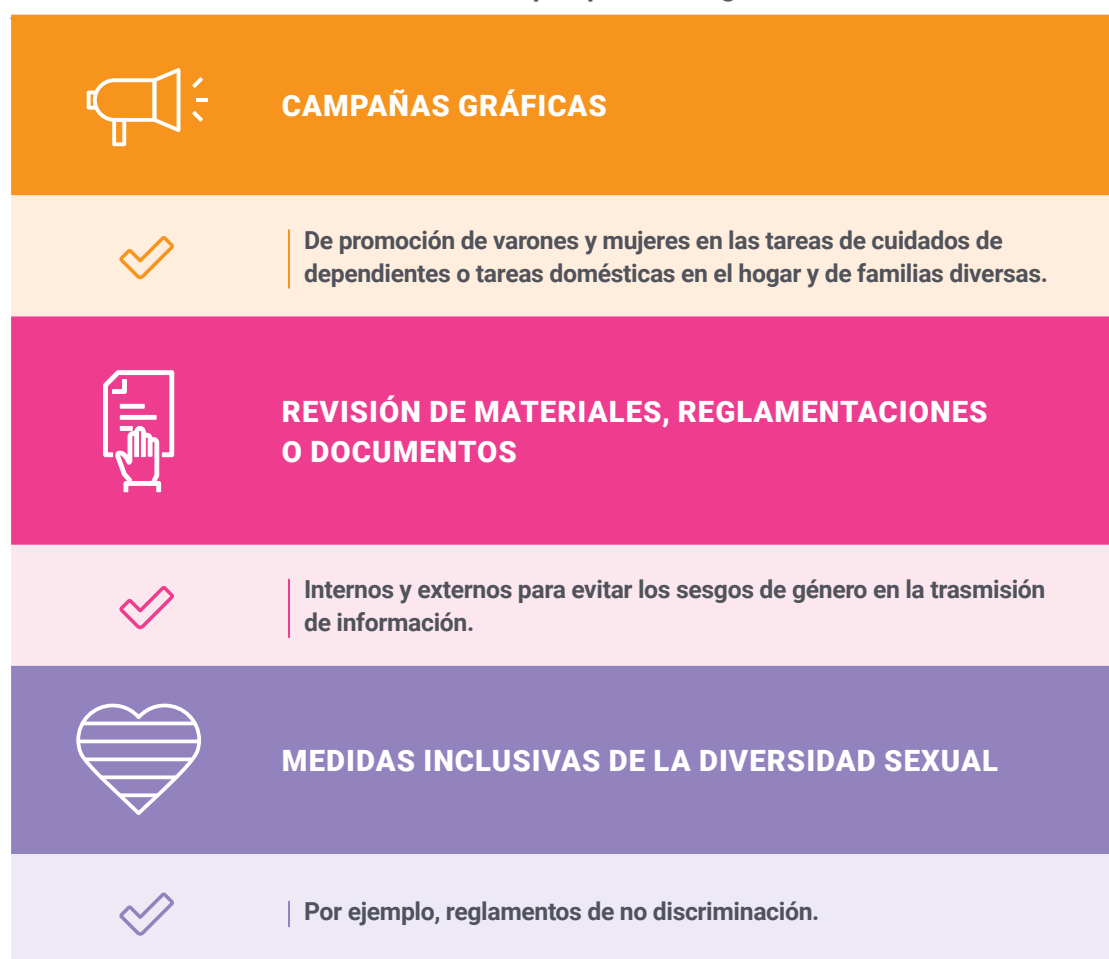 CAMPAÑAS GRÁFICAS
De promoción de varones y mujeres en las tareas de cuidados de
dependientes o tareas domésticas en el hogar y de familias diversas.
REVISIÓN DE MATERIALES, REGLAMENTACIONES
O DOCUMENTOS
Internos y externos para evitar los sesgos de género en la trasmisión
de información.
MEDIDAS INCLUSIVAS DE LA DIVERSIDAD SEXUAL
Por ejemplo, reglamentos de no discriminación.